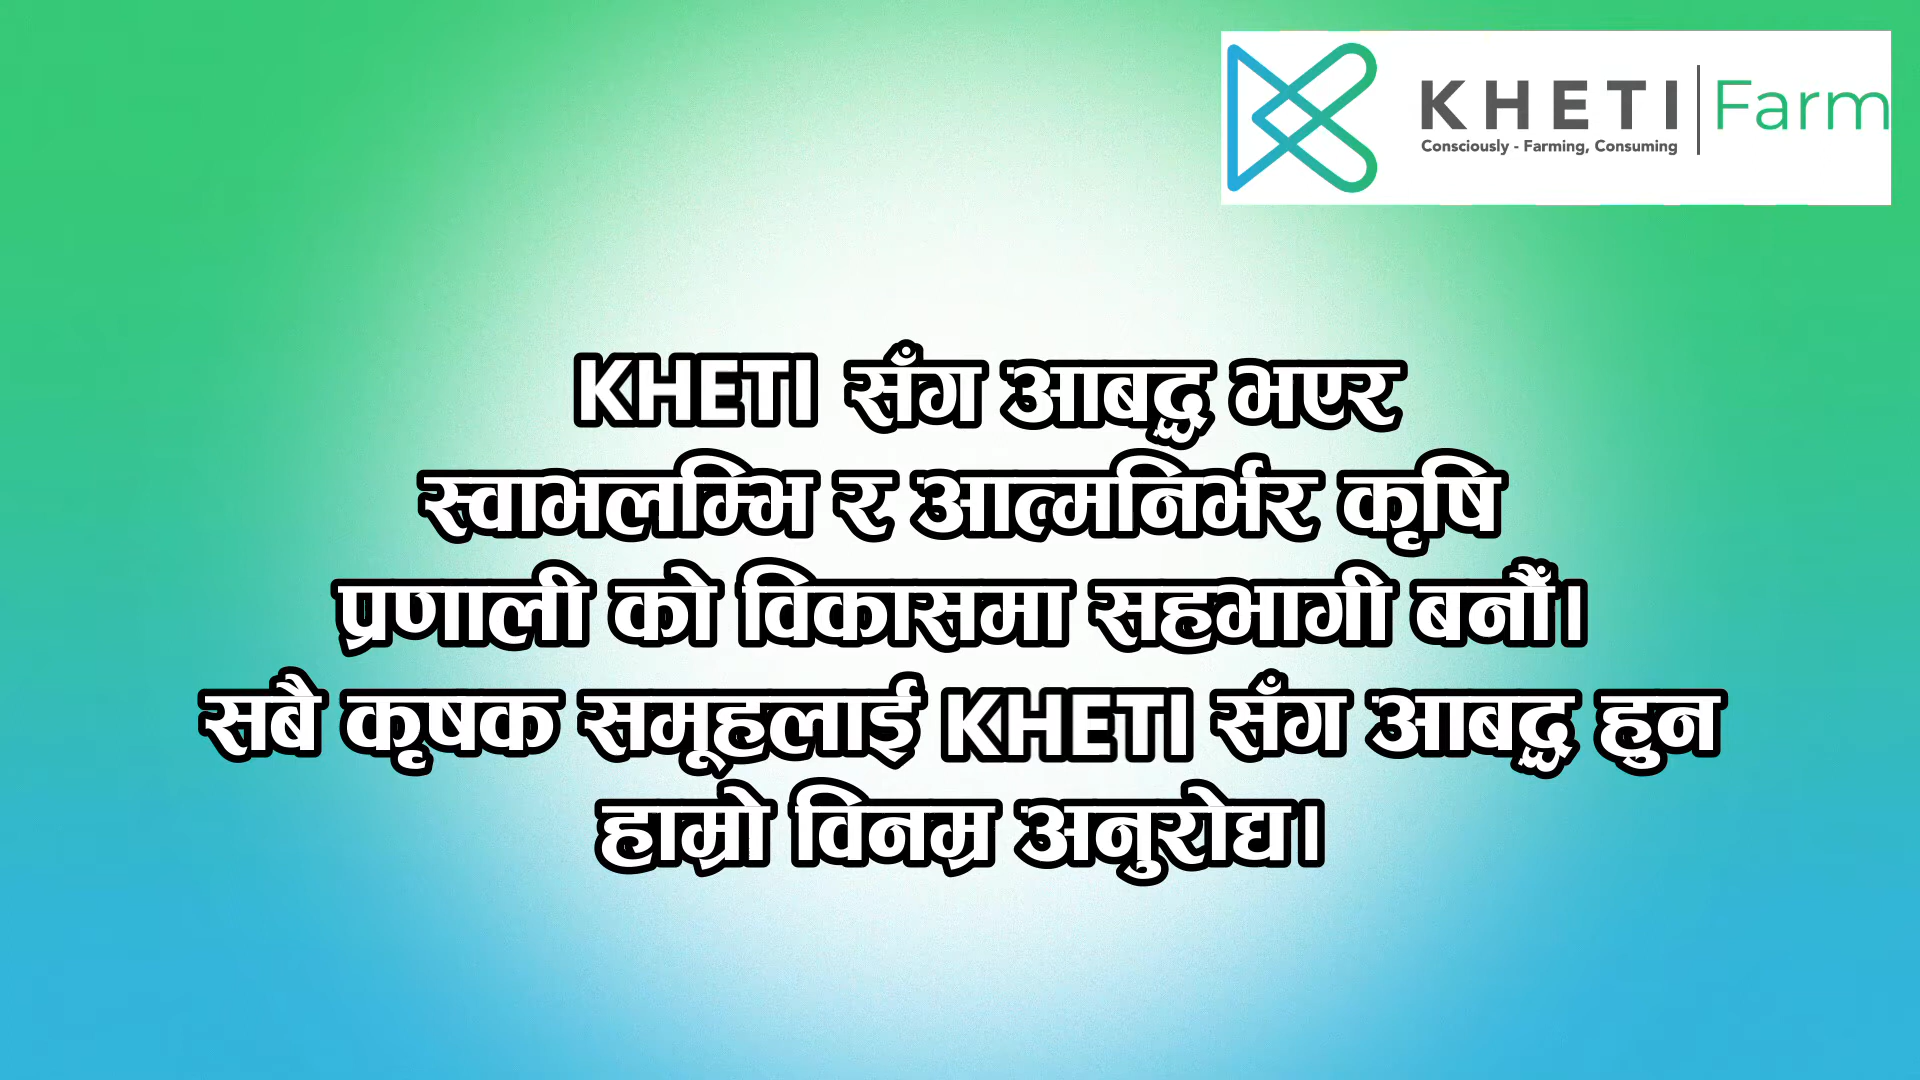 KHETI | Farm
Consciously - Farming, Consuming
KHETI सँग आबद्ध भएर
स्वाभलम्भि र आत्मनिर्भर कृषि
प्रणाली को विकासमा सहभागी बनौं।
सबै कृषक समूहलाई KHETI सँग आबद्ध हुन
हाम्रो विनम्र अनुरोध।